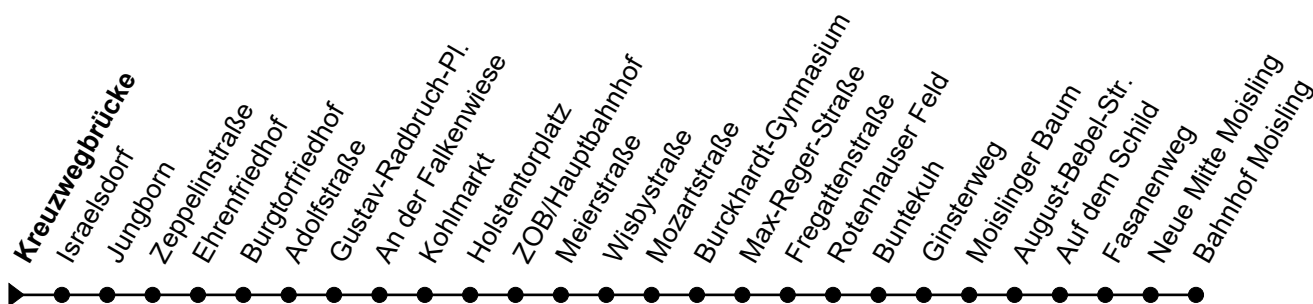 Kreuzwegbrücke
Israelsdorf
Jungborn
Zeppelinstraße
Ehrenfriedhof
Burgtorfriedhof
Adolfstraße
Gustav-Radbruch-Pl.
An der Falkenwiese
Kohlmarkt
Holstentorplatz
ZOB/Hauptbahnhof
Meierstraße
Wisbystraße
Mozartstraße
Burckhardt-Gymnasium
Max-Reger-Straße
Fregattenstraße
Rotenhauser Feld
Buntekuh
Ginsterweg
Moislinger Baum
August-Bebel-Str.
Auf dem Schild
Fasanenweg
Neue Mitte Moisling
Bahnhof Moisling